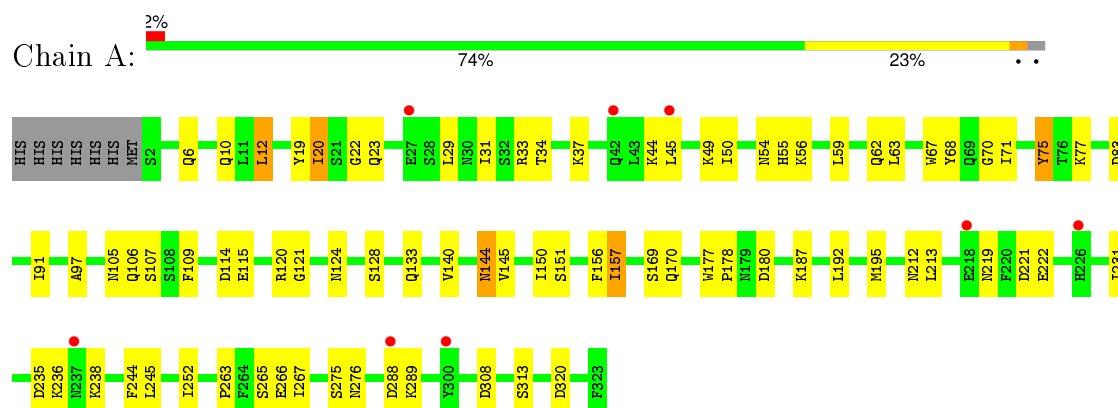 2%
Chain A:
74% 23% • •
HIS HIS HIS HIS HIS HIS MET S2 Q6 Q10 L11 L12 Y19 I20 S21 G22 Q23 E27 S28 L29 N30 I31 S32 R33 T34 K37 Q42 L43 K44 L45 K49 I50 N54 H55 K56 L59 Q62 L63 W67 Y68 Q69 G70 I71 Y75 T76 K77
I91 A97 N105 Q106 S107 S108 F109 D114 E115 R120 G121 N124 S128 Q133 V140 N144 V145 I150 S151 F156 I157 S169 Q170 W177 P178 N179 D180 K187 L192 M195 N212 L213 E218 N219 F220 D221 E222 H226
D235 K236 N237 K238 F244 L245 I252 P263 F264 S265 E266 I267 S275 N276 D288 K289 Y300 D308 S313 D320 F323